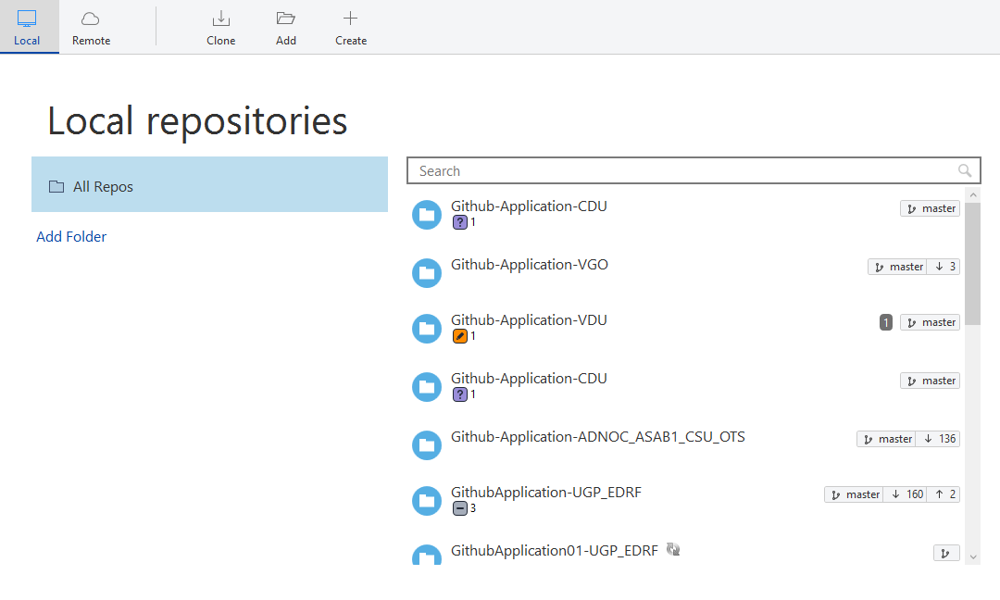 Local
Remote
Clone
Add
Create
Local repositories
All Repos
Add Folder
Search
Github-Application-CDU
? 1
master
Github-Application-VGO
master ↓ 3
Github-Application-VDU
1
1 master
Github-Application-CDU
? 1
master
Github-Application-ADNOC_ASAB1_CSU_OTS
master ↓ 136
GithubApplication-UGP_EDRF
3
master ↓ 160 ↑ 2
GithubApplication01-UGP_EDRF